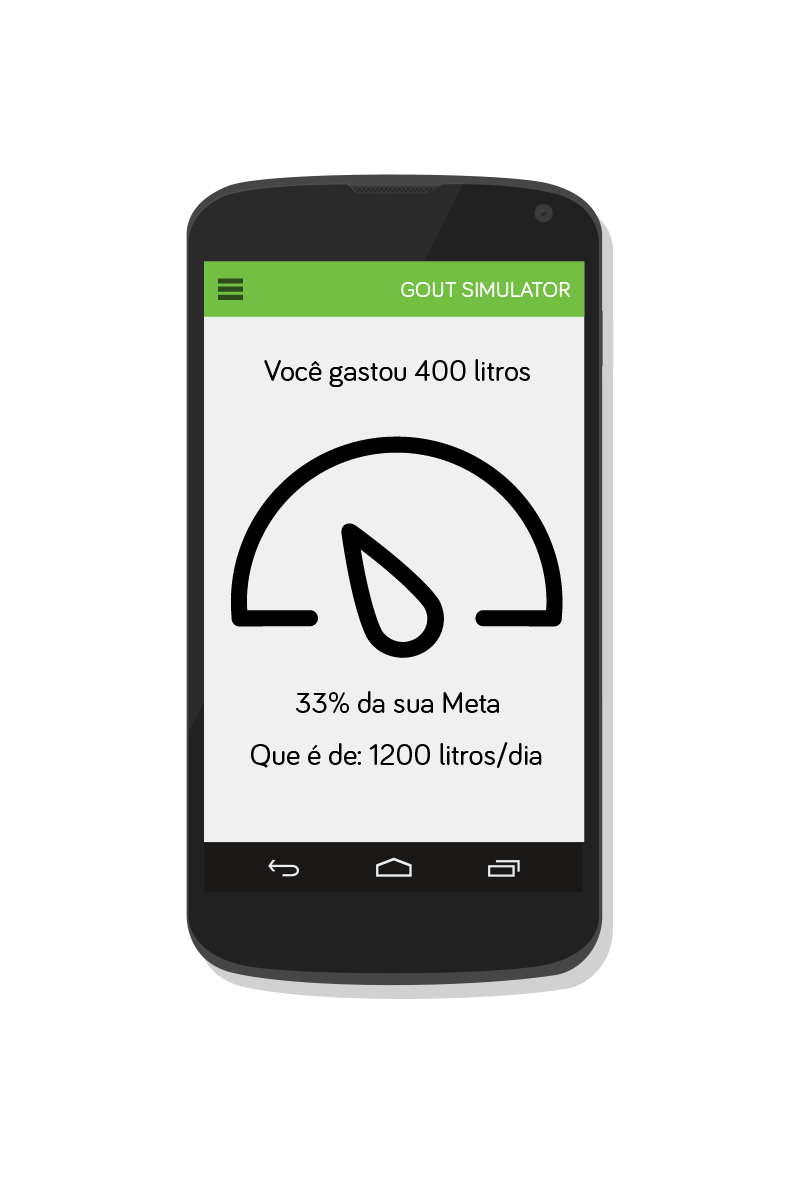 GOUT SIMULATOR
Você gastou 400 litros
33% da sua Meta
Que é de: 1200 litros/dia